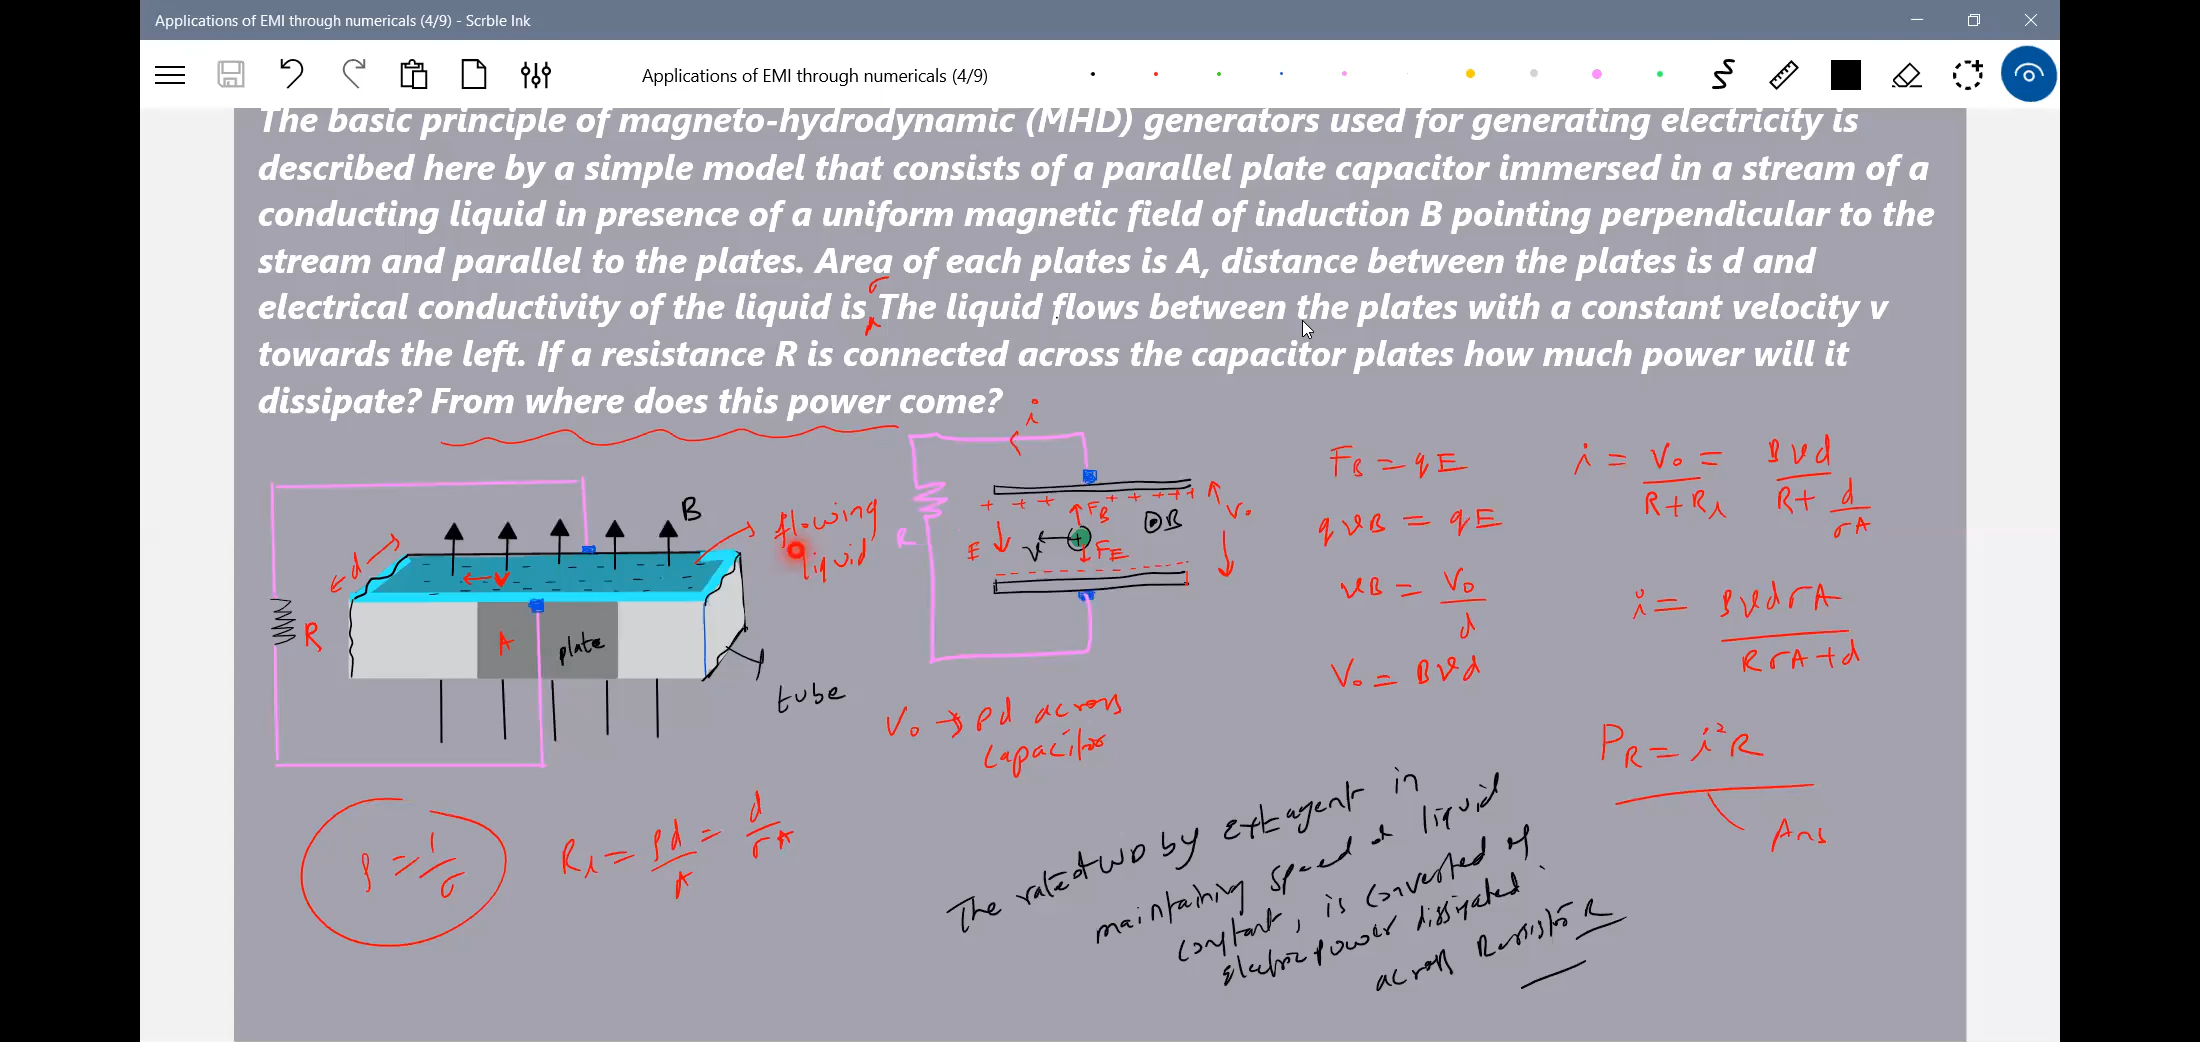 Applications of EMI through numericals (4/9) - Scrble Ink
Applications of EMI through numericals (4/9)
The basic principle of magneto-hydrodynamic (MHD) generators used for generating electricity is
described here by a simple model that consists of a parallel plate capacitor immersed in a stream of a
conducting liquid in presence of a uniform magnetic field of induction B pointing perpendicular to the
stream and parallel to the plates. Area of each plates is A, distance between the plates is d and
σ
electrical conductivity of the liquid is The liquid flows between the plates with a constant velocity v
towards the left. If a resistance R is connected across the capacitor plates how much power will it
dissipate? From where does this power come?
i
B
flowing
liquid
d
v
R
A
plate
tube
+ + + + + + + +
F_B
V₀
R
E
v
+
F_E
⊙B
V₀ → pd across
capacitor
F_B = qE
qvB = qE
vB = V₀/d
V₀ = Bvd
i = V₀/(R+R_l) = Bvd/(R + d/σA)
i = BvdσA/(RσA+d)
P_R = i²R
Ans
ρ = 1/σ
R_l = ρd/A = d/σA
The rate of WD by ext agent in
maintaining speed of liquid
constant, is converted of
electric power dissipated
across Resistor R